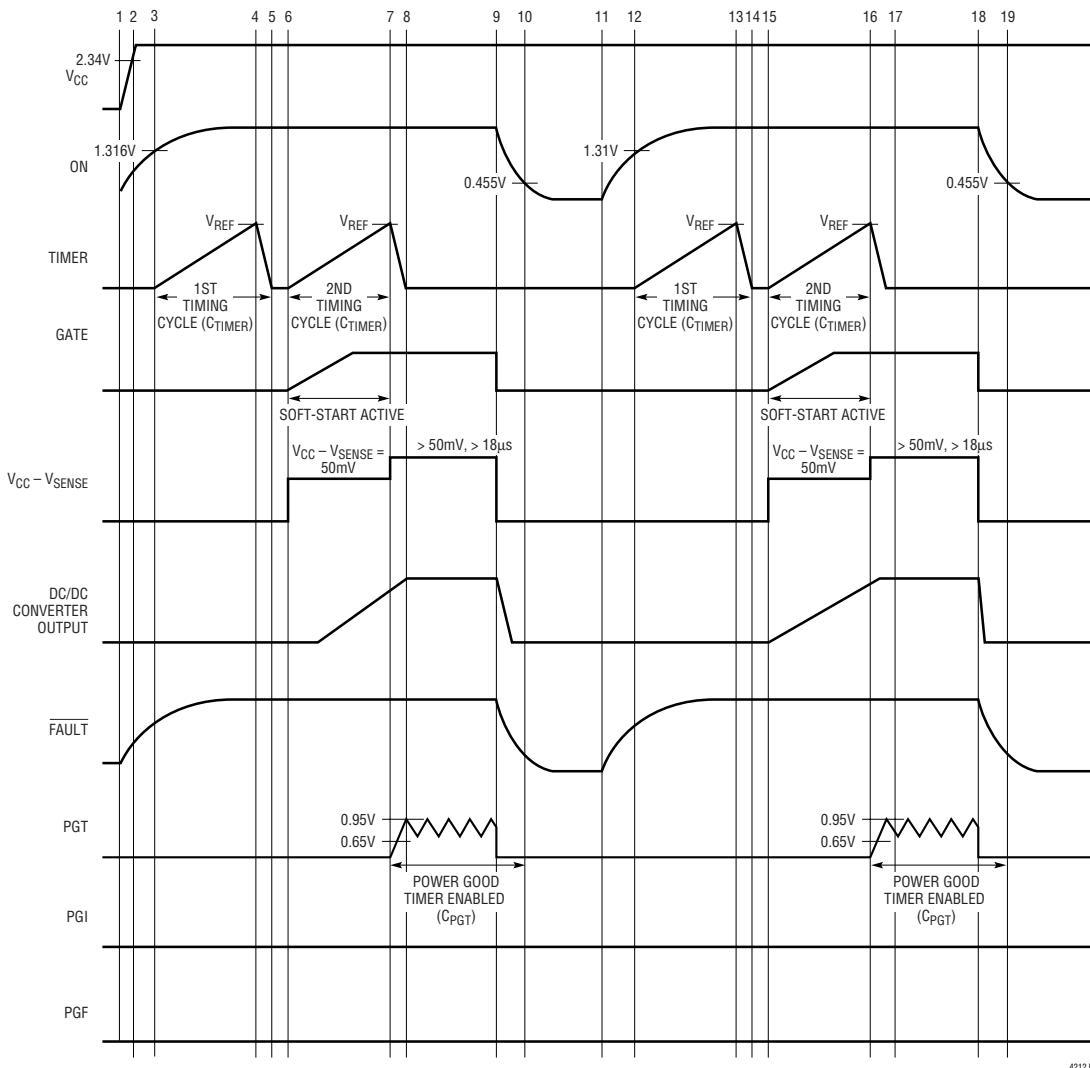 1 2 3 4 5 6 7 8 9 10 11 12 13 14 15 16 17 18 19
2.34V
VCC
1.316V
ON
0.455V
1.31V
0.455V
VREF
VREF
VREF
VREF
TIMER
1ST
TIMING
CYCLE (CTIMER)
2ND
TIMING
CYCLE (CTIMER)
1ST
TIMING
CYCLE (CTIMER)
2ND
TIMING
CYCLE (CTIMER)
GATE
SOFT-START ACTIVE
SOFT-START ACTIVE
VCC – VSENSE
VCC – VSENSE =
50mV
> 50mV, > 18µs
VCC – VSENSE =
50mV
> 50mV, > 18µs
DC/DC
CONVERTER
OUTPUT
FAULT
PGT
0.95V
0.65V
0.95V
0.65V
POWER GOOD
TIMER ENABLED
(CPGT)
POWER GOOD
TIMER ENABLED
(CPGT)
PGI
PGF